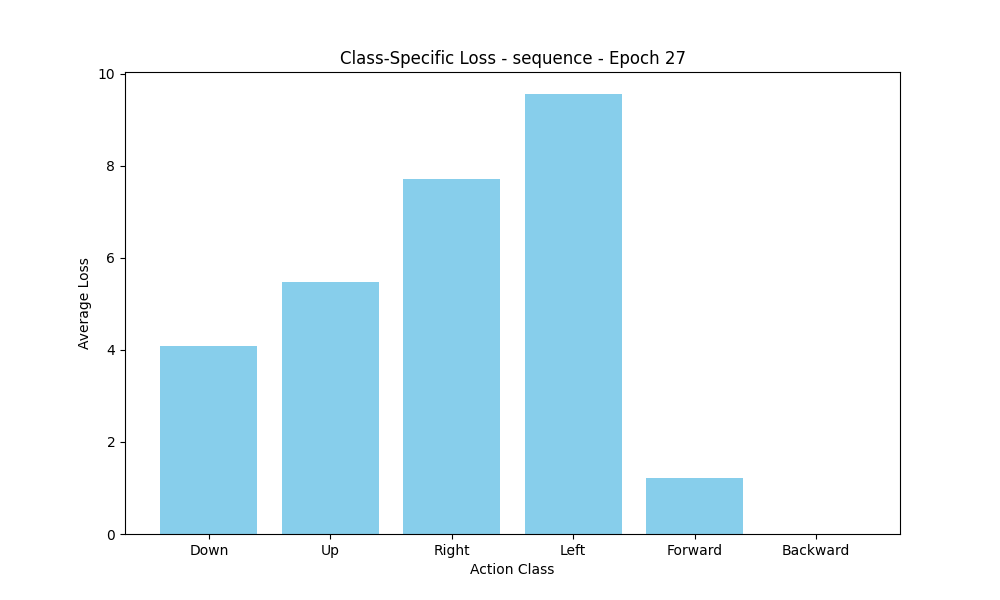 Class-Specific Loss - sequence - Epoch 27
Average Loss
10
8
6
4
2
0
Down Up Right Left Forward Backward
Action Class